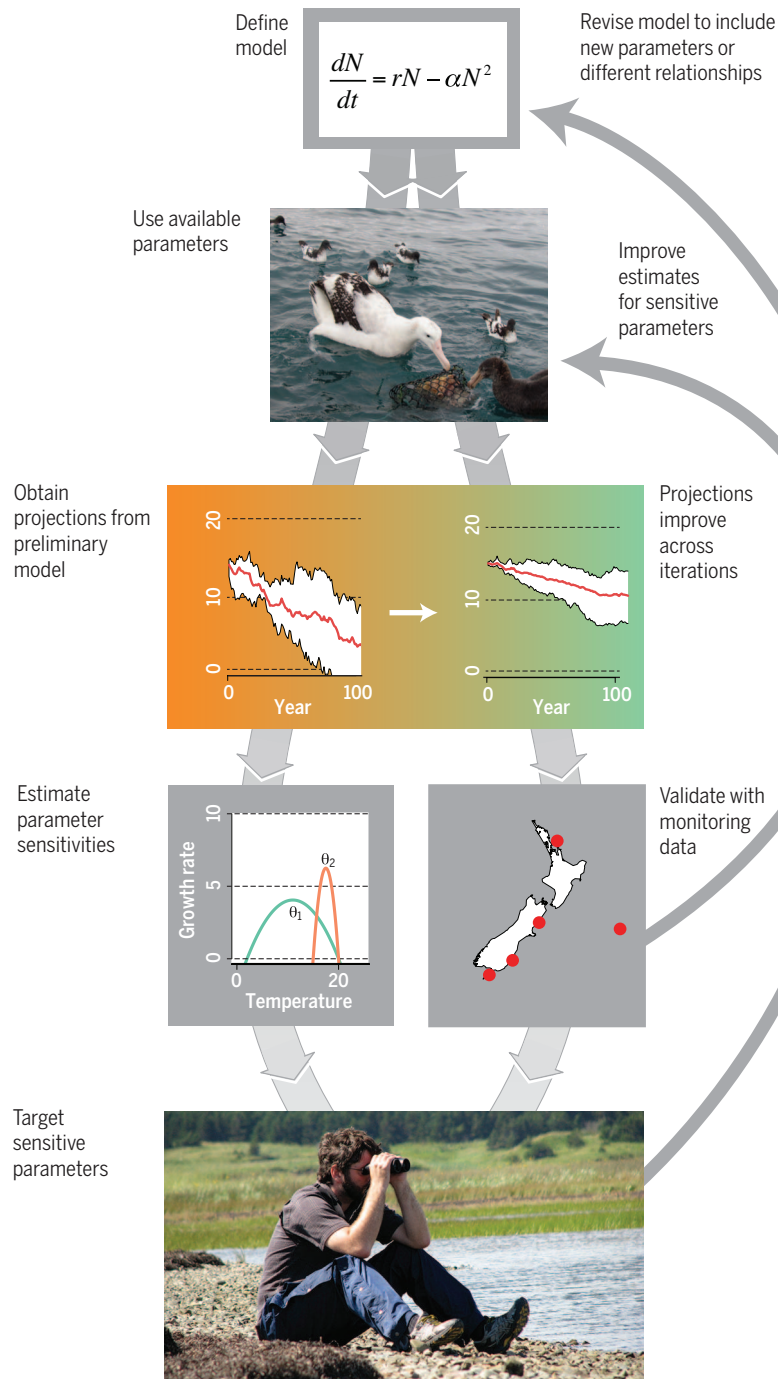 Define
model
dN/dt = rN − αN²
Revise model to include
new parameters or
different relationships
Use available
parameters
Improve
estimates
for sensitive
parameters
Obtain
projections from
preliminary
model
20
10
0
0 100
Year
20
10
0
0 100
Year
Projections
improve
across
iterations
Estimate
parameter
sensitivities
10
5
0
Growth rate
θ₁
θ₂
0 20
Temperature
Validate with
monitoring
data
Target
sensitive
parameters